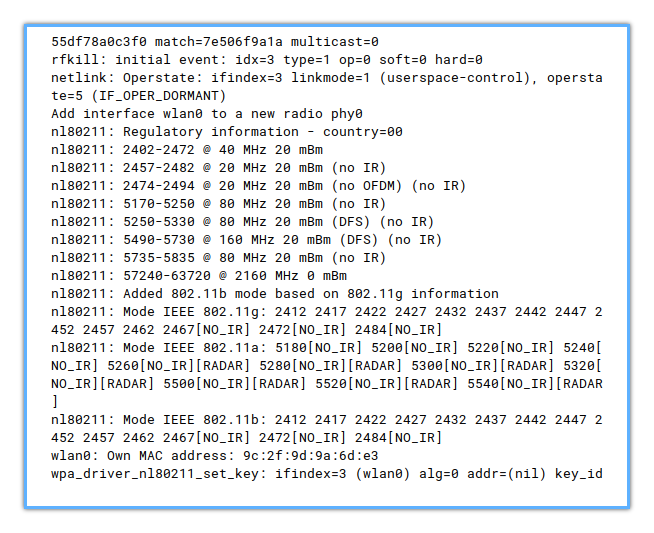 55df78a0c3f0 match=7e506f9a1a multicast=0
rfkill: initial event: idx=3 type=1 op=0 soft=0 hard=0
netlink: Operstate: ifindex=3 linkmode=1 (userspace-control), opersta
te=5 (IF_OPER_DORMANT)
Add interface wlan0 to a new radio phy0
nl80211: Regulatory information - country=00
nl80211: 2402-2472 @ 40 MHz 20 mBm
nl80211: 2457-2482 @ 20 MHz 20 mBm (no IR)
nl80211: 2474-2494 @ 20 MHz 20 mBm (no OFDM) (no IR)
nl80211: 5170-5250 @ 80 MHz 20 mBm (no IR)
nl80211: 5250-5330 @ 80 MHz 20 mBm (DFS) (no IR)
nl80211: 5490-5730 @ 160 MHz 20 mBm (DFS) (no IR)
nl80211: 5735-5835 @ 80 MHz 20 mBm (no IR)
nl80211: 57240-63720 @ 2160 MHz 0 mBm
nl80211: Added 802.11b mode based on 802.11g information
nl80211: Mode IEEE 802.11g: 2412 2417 2422 2427 2432 2437 2442 2447 2
452 2457 2462 2467[NO_IR] 2472[NO_IR] 2484[NO_IR]
nl80211: Mode IEEE 802.11a: 5180[NO_IR] 5200[NO_IR] 5220[NO_IR] 5240[
NO_IR] 5260[NO_IR][RADAR] 5280[NO_IR][RADAR] 5300[NO_IR][RADAR] 5320[
NO_IR][RADAR] 5500[NO_IR][RADAR] 5520[NO_IR][RADAR] 5540[NO_IR][RADAR
]
nl80211: Mode IEEE 802.11b: 2412 2417 2422 2427 2432 2437 2442 2447 2
452 2457 2462 2467[NO_IR] 2472[NO_IR] 2484[NO_IR]
wlan0: Own MAC address: 9c:2f:9d:9a:6d:e3
wpa_driver_nl80211_set_key: ifindex=3 (wlan0) alg=0 addr=(nil) key_id